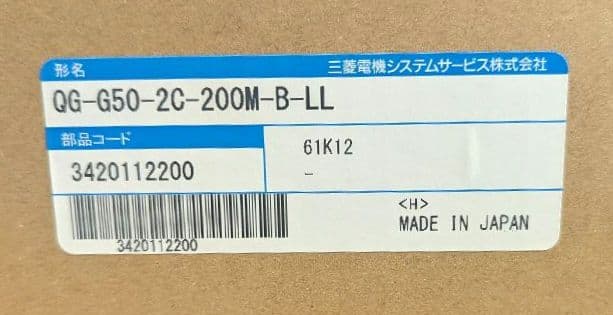 形名 三菱電機システムサービス株式会社
QG-G50-2C-200M-B-LL
部品コード
61K12
3420112200
-
<H>
MADE IN JAPAN
3420112200